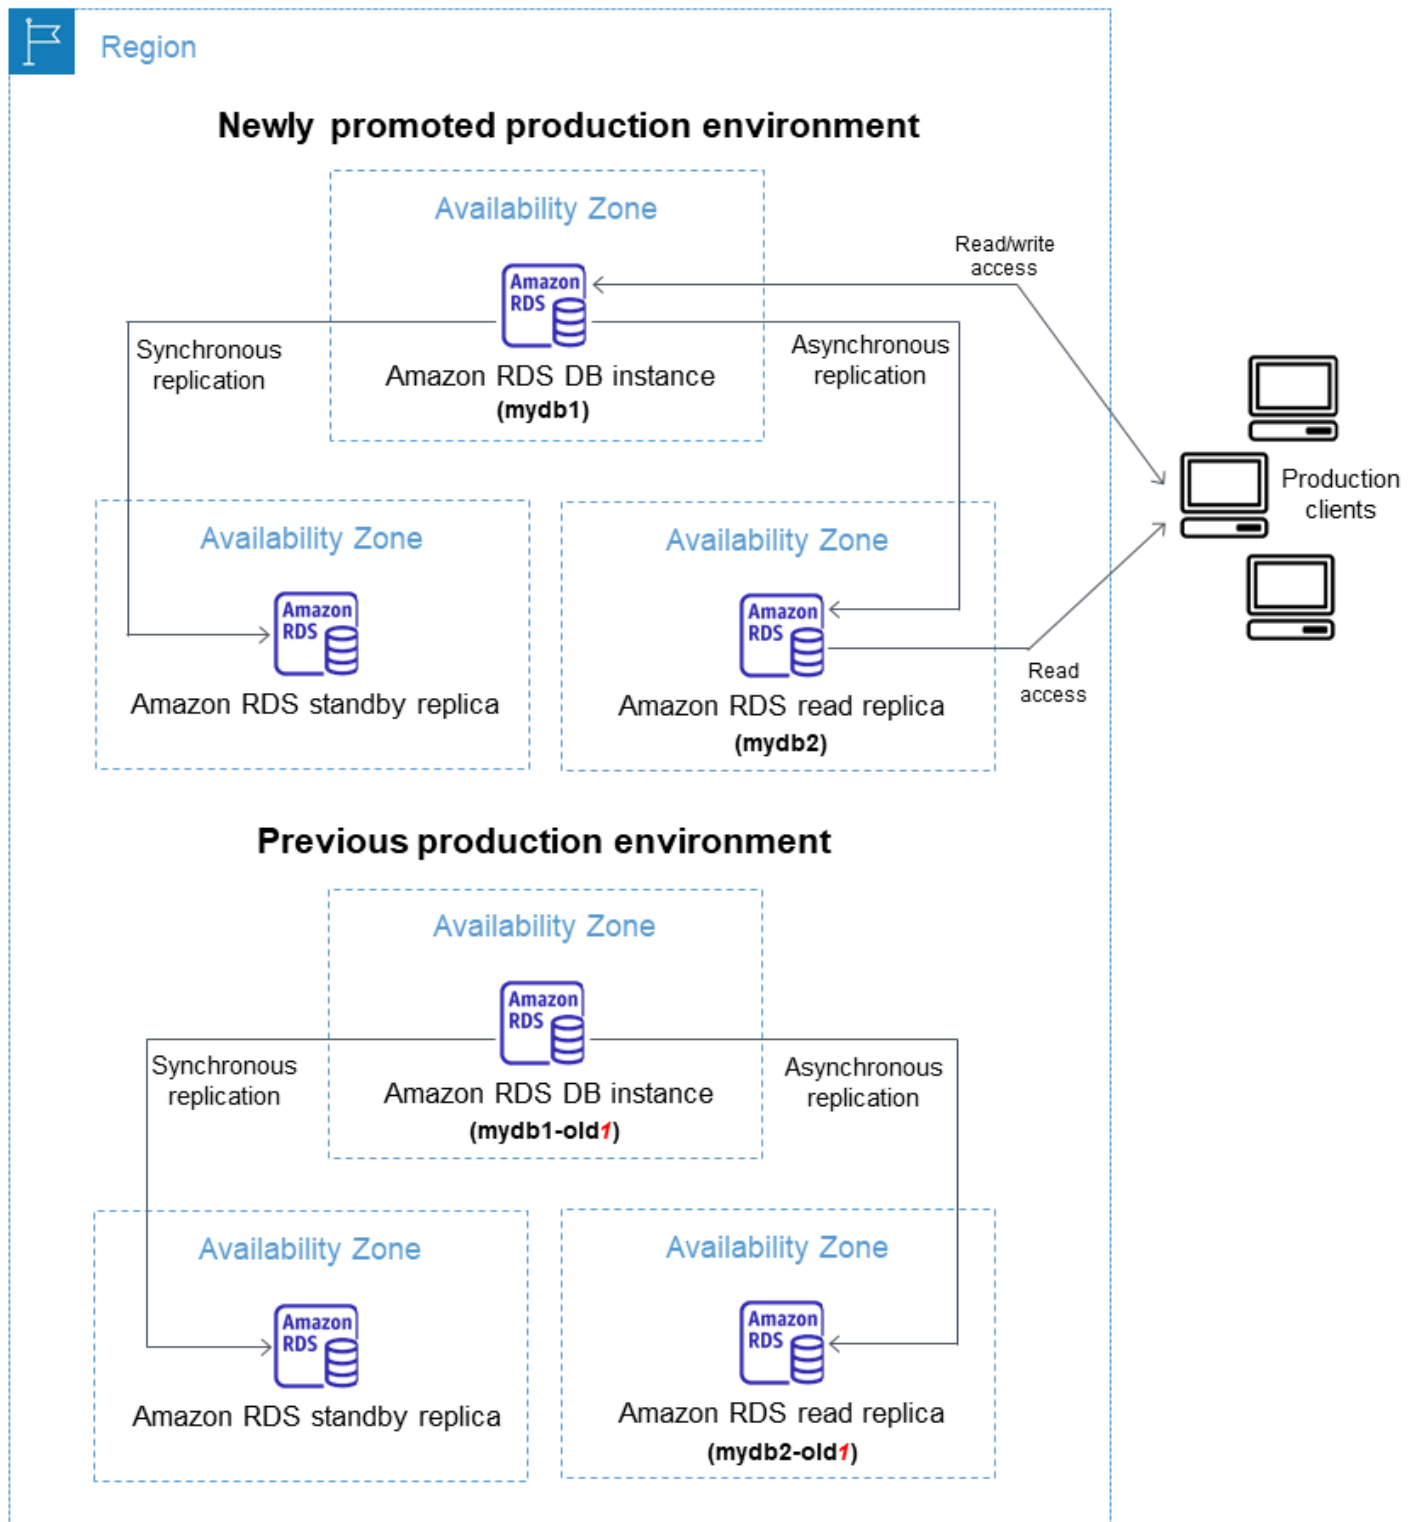 Region
Newly promoted production environment
Availability Zone
Read/write
access
Amazon
RDS
Synchronous
replication
Asynchronous
replication
Amazon RDS DB instance
(mydb1)
Production
clients
Availability Zone
Amazon
RDS
Amazon RDS standby replica
Availability Zone
Amazon
RDS
Amazon RDS read replica
(mydb2)
Read
access
Previous production environment
Availability Zone
Amazon
RDS
Synchronous
replication
Asynchronous
replication
Amazon RDS DB instance
(mydb1-old1)
Availability Zone
Amazon
RDS
Amazon RDS standby replica
Availability Zone
Amazon
RDS
Amazon RDS read replica
(mydb2-old1)